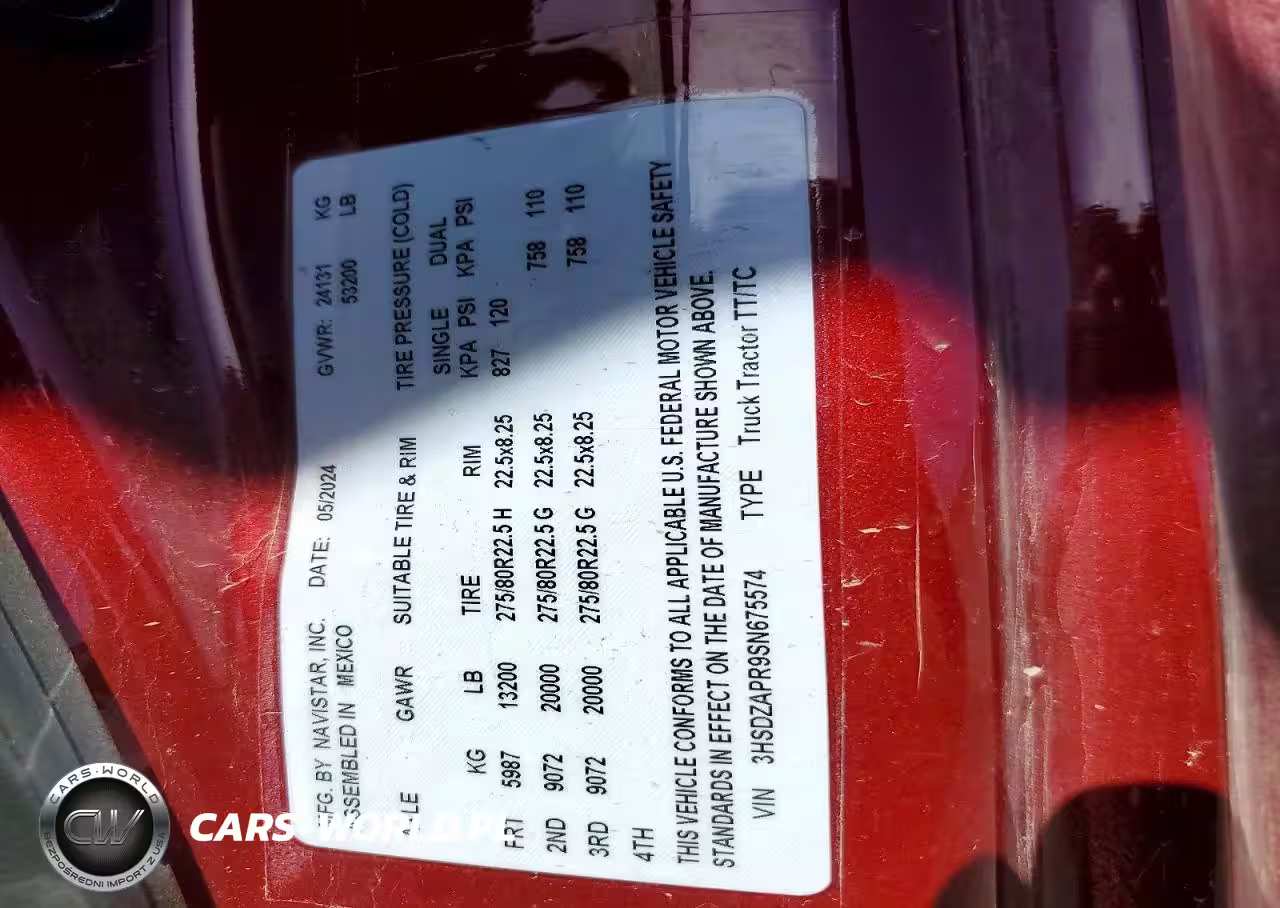 MFG. BY NAVISTAR, INC. DATE: 05/2024 GVWR: 24131 KG
ASSEMBLED IN MEXICO 53200 LB
GAWR SUITABLE TIRE & RIM TIRE PRESSURE (COLD)
SINGLE DUAL
KG LB TIRE RIM KPA PSI KPA PSI
FRT 5987 13200 275/80R22.5 H 22.5x8.25 827 120
2ND 9072 20000 275/80R22.5 G 22.5x8.25 758 110
3RD 9072 20000 275/80R22.5 G 22.5x8.25 758 110
4TH
THIS VEHICLE CONFORMS TO ALL APPLICABLE U.S. FEDERAL MOTOR VEHICLE SAFETY
STANDARDS IN EFFECT ON THE DATE OF MANUFACTURE SHOWN ABOVE.
VIN 3HSDZAPR9SN675574 TYPE Truck Tractor TT/TC
CARS-WORLD
CW
BEZPOŚREDNI IMPORT Z USA
CARS-WORLD.PL